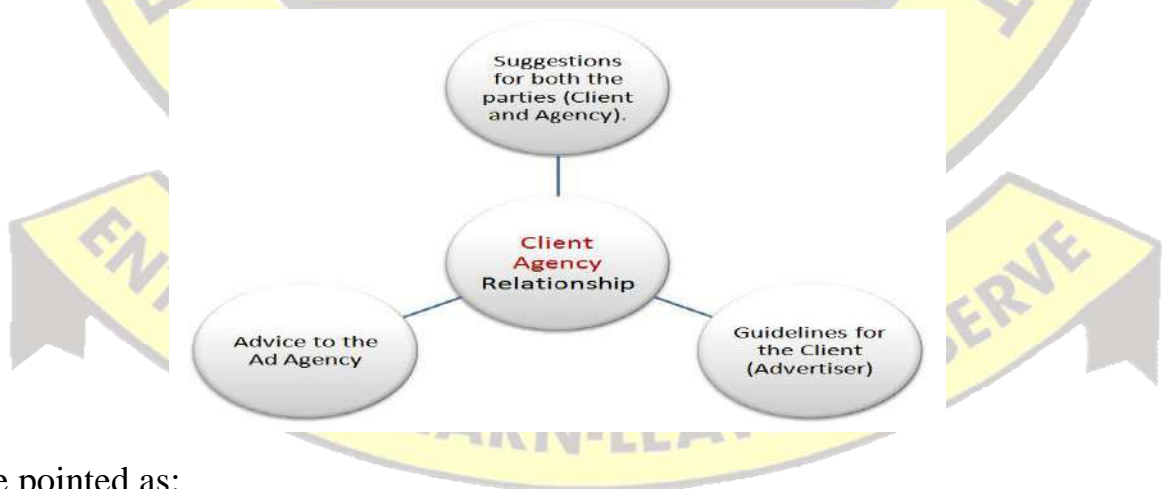 Suggestions
for both the
parties (Client
and Agency).
Client
Agency
Relationship
Advice to the
Ad Agency
Guidelines for
the Client
(Advertiser)
pointed as: